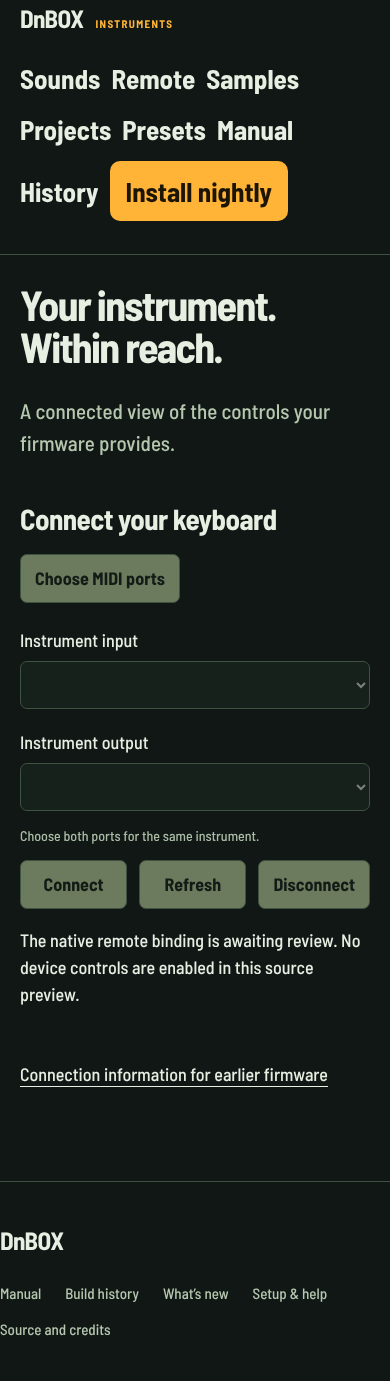 DnBOX INSTRUMENTS
Sounds Remote Samples
Projects Presets Manual
History Install nightly
Your instrument.
Within reach.
A connected view of the controls your
firmware provides.
Connect your keyboard
Choose MIDI ports
Instrument input
Instrument output
Choose both ports for the same instrument.
Connect Refresh Disconnect
The native remote binding is awaiting review. No
device controls are enabled in this source
preview.
Connection information for earlier firmware
DnBOX
Manual Build history What's new Setup & help
Source and credits